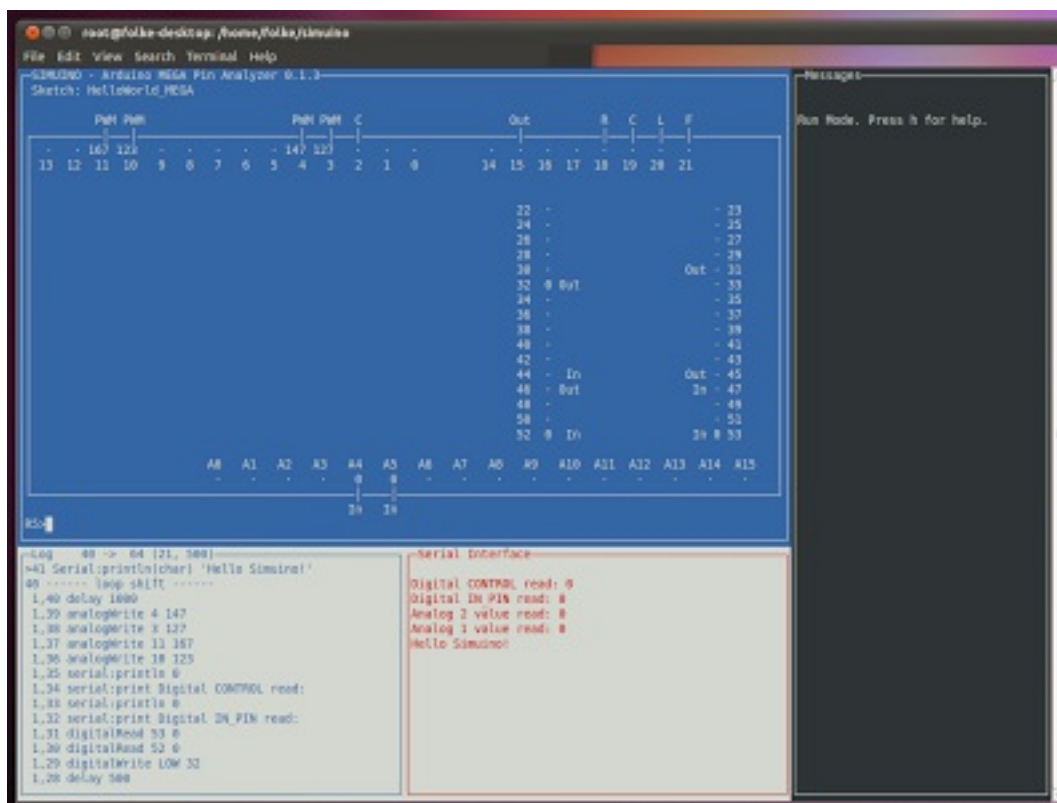 root@folke-desktop: /home/folke/simuino
File Edit View Search Terminal Help
SIMUINO - Arduino MEGA Pin Analyzer 0.1.3
Sketch: HelloWorld_MEGA
PWM PWM PWM PWM C Out R C L F
- - 167 123 - - - - - 147 127 - - - - - - - - - - -
13 12 11 10 9 8 7 6 5 4 3 2 1 0 14 15 16 17 18 19 20 21
22 - - 23
24 - - 25
26 - - 27
28 - - 29
30 - Out - 31
32 0 Out - 33
34 - - 35
36 - - 37
38 - - 39
40 - - 41
42 - - 43
44 - In Out - 45
46 - Out In - 47
48 - - 49
50 - - 51
52 0 In In 0 53
A0 A1 A2 A3 A4 A5 A6 A7 A8 A9 A10 A11 A12 A13 A14 A15
- - - - 0 0 - - - - - - - - - -
In In
Messages
Run Mode. Press h for help.
Log 40 -> 64 (21, 500)
>41 Serial:println(char) 'Hello Simuino!'
40 ------ loop shift ------
1,40 delay 1000
1,39 analogWrite 4 147
1,38 analogWrite 3 127
1,37 analogWrite 11 167
1,36 analogWrite 10 123
1,35 serial:println 0
1,34 serial:print Digital CONTROL read:
1,33 serial:println 0
1,32 serial:print Digital IN_PIN read:
1,31 digitalRead 53 0
1,30 digitalRead 52 0
1,29 digitalWrite LOW 32
1,28 delay 500
Serial Interface
Digital CONTROL read: 0
Digital IN_PIN read: 0
Analog 2 value read: 0
Analog 1 value read: 0
Hello Simuino!